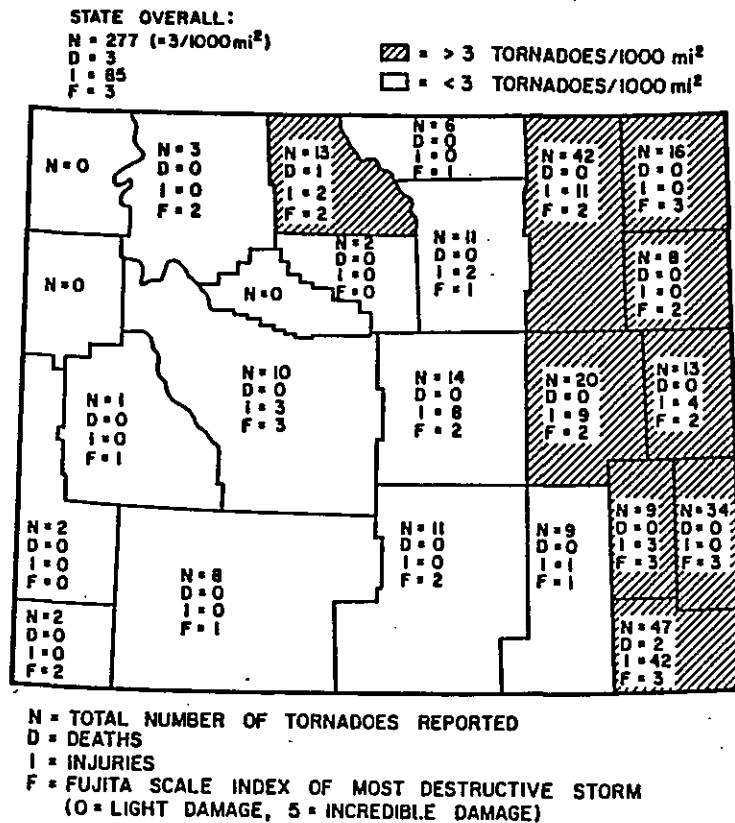 STATE OVERALL:
N = 277 (=3/1000mi²)
D = 3
I = 85
F = 3
= > 3 TORNADOES/1000 mi²
= < 3 TORNADOES/1000 mi²
N = 0
N = 3
D = 0
I = 0
F = 2
N = 13
D = 1
I = 2
F = 2
N = 6
D = 0
I = 0
F = 1
N = 42
D = 0
I = 11
F = 2
N = 16
D = 0
I = 0
F = 3
N = 0
N = 0
N = 2
D = 0
I = 0
F = 0
N = 11
D = 0
I = 2
F = 1
N = 8
D = 0
I = 0
F = 2
N = 1
D = 0
I = 0
F = 1
N = 10
D = 0
I = 3
F = 3
N = 14
D = 0
I = 8
F = 2
N = 20
D = 0
I = 9
F = 2
N = 13
D = 0
I = 4
F = 2
N = 2
D = 0
I = 0
F = 0
N = 8
D = 0
I = 0
F = 1
N = 11
D = 0
I = 0
F = 2
N = 9
D = 0
I = 1
F = 1
N = 9
D = 0
I = 3
F = 3
N = 34
D = 0
I = 0
F = 3
N = 2
D = 0
I = 0
F = 2
N = 47
D = 2
I = 42
F = 3
N = TOTAL NUMBER OF TORNADOES REPORTED
D = DEATHS
I = INJURIES
F = FUJITA SCALE INDEX OF MOST DESTRUCTIVE STORM
(0 = LIGHT DAMAGE, 5 = INCREDIBLE DAMAGE)